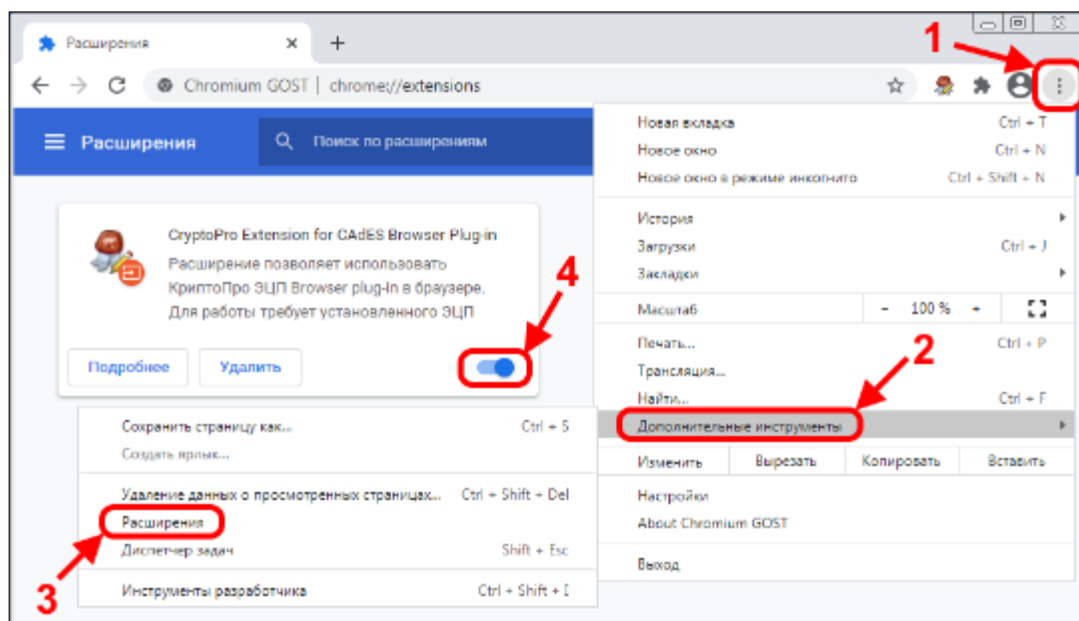 Расширения
1
Chromium GOST | chrome://extensions
Расширения
Поиск по расширениям
CryptoPro Extension for CAdES Browser Plug-in
Расширение позволяет использовать
КриптоПро ЭЦП Browser plug-in в браузере.
Для работы требует установленного ЭЦП
4
Подробнее Удалить
Новая вкладка Ctrl + T
Новое окно Ctrl + N
Новое окно в режиме инкогнито Ctrl + Shift + N
История
Загрузки Ctrl + J
Закладки
Масштаб - 100 % +
Печать... Ctrl + P
2
Трансляция...
Найти... Ctrl + F
Дополнительные инструменты
Изменить Вырезать Копировать Вставить
Настройки
About Chromium GOST
Выход
Сохранить страницу как... Ctrl + S
Создать ярлык...
Удаление данных о просмотренных страницах... Ctrl + Shift + Del
Расширения
Диспетчер задач Shift + Esc
3
Инструменты разработчика Ctrl + Shift + I